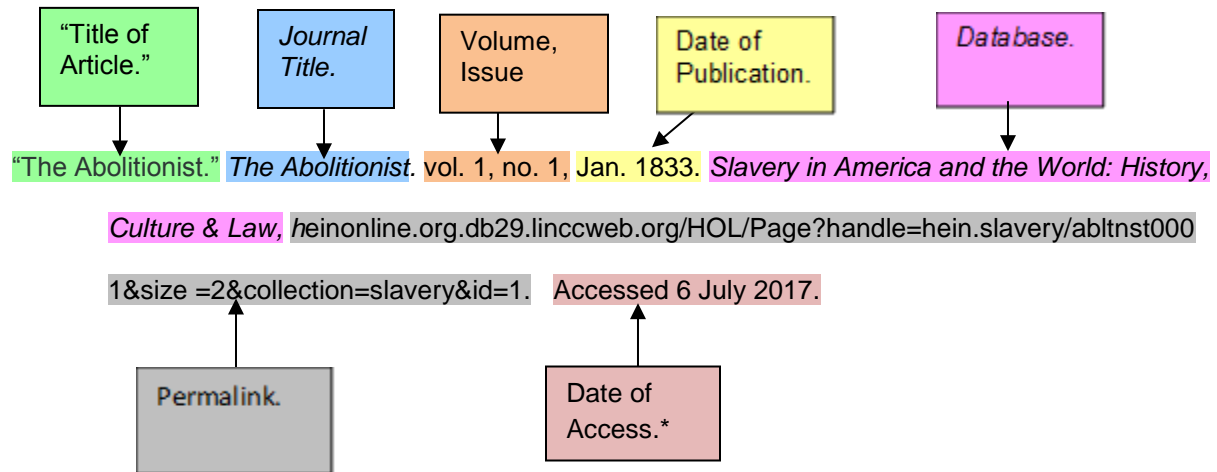 “Title of
Article.”
Journal
Title.
Volume,
Issue
Date of
Publication.
Database.
“The Abolitionist.” The Abolitionist. vol. 1, no. 1, Jan. 1833. Slavery in America and the World: History,
Culture & Law, heinonline.org.db29.linccweb.org/HOL/Page?handle=hein.slavery/abltnst000
1&size =2&collection=slavery&id=1. Accessed 6 July 2017.
Permalink.
Date of
Access.*